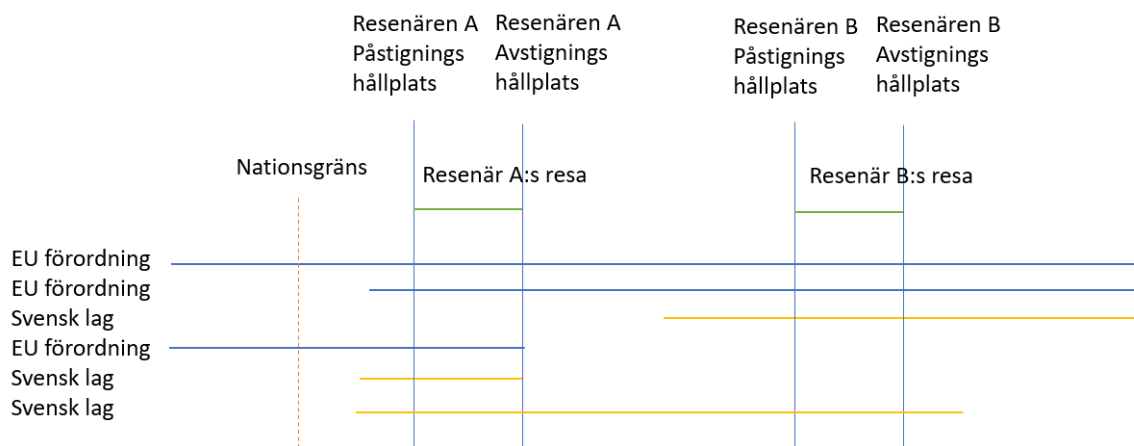 Resenären A
Påstignings
hållplats
Resenären A
Avstignings
hållplats
Resenären B
Påstignings
hållplats
Resenären B
Avstignings
hållplats
Nationsgräns
Resenär A:s resa
Resenär B:s resa
EU förordning
EU förordning
Svensk lag
EU förordning
Svensk lag
Svensk lag